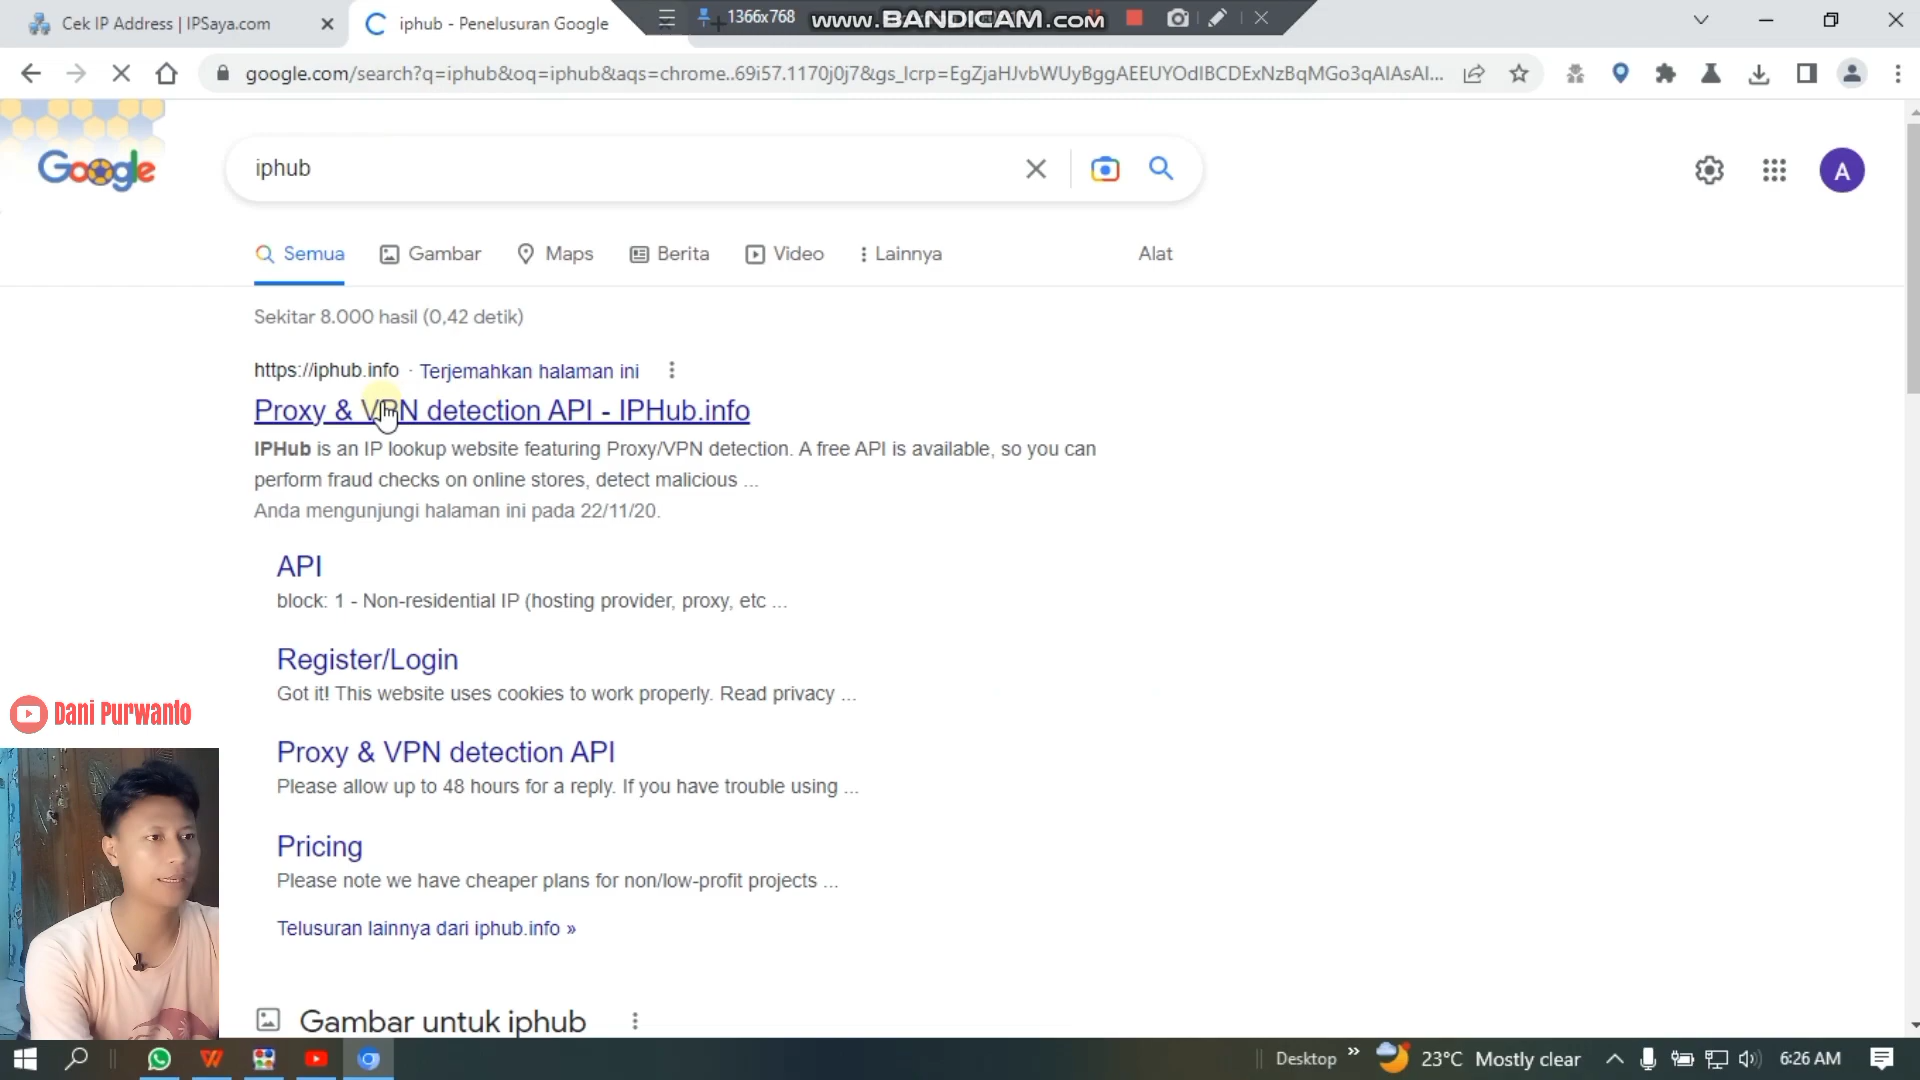 Cek IP Address | IPSaya.com
iphub - Penelusuran Google
1366x768
www.BANDICAM.com
google.com/search?q=iphub&oq=iphub&aqs=chrome..69i57.1170j0j7&gs_lcrp=EgZjaHJvbWUyBggAEEUYOdIBCDExNzBqMGo3qAIAsAI...
Google
iphub
A
Semua
Gambar
Maps
Berita
Video
Lainnya
Alat
Sekitar 8.000 hasil (0,42 detik)
https://iphub.info · Terjemahkan halaman ini
Proxy & VPN detection API - IPHub.info
IPHub is an IP lookup website featuring Proxy/VPN detection. A free API is available, so you can
perform fraud checks on online stores, detect malicious ...
Anda mengunjungi halaman ini pada 22/11/20.
API
block: 1 - Non-residential IP (hosting provider, proxy, etc ...
Register/Login
Got it! This website uses cookies to work properly. Read privacy ...
Proxy & VPN detection API
Please allow up to 48 hours for a reply. If you have trouble using ...
Pricing
Please note we have cheaper plans for non/low-profit projects ...
Telusuran lainnya dari iphub.info »
Gambar untuk iphub
Dani Purwanto
Desktop »
23°C Mostly clear
6:26 AM